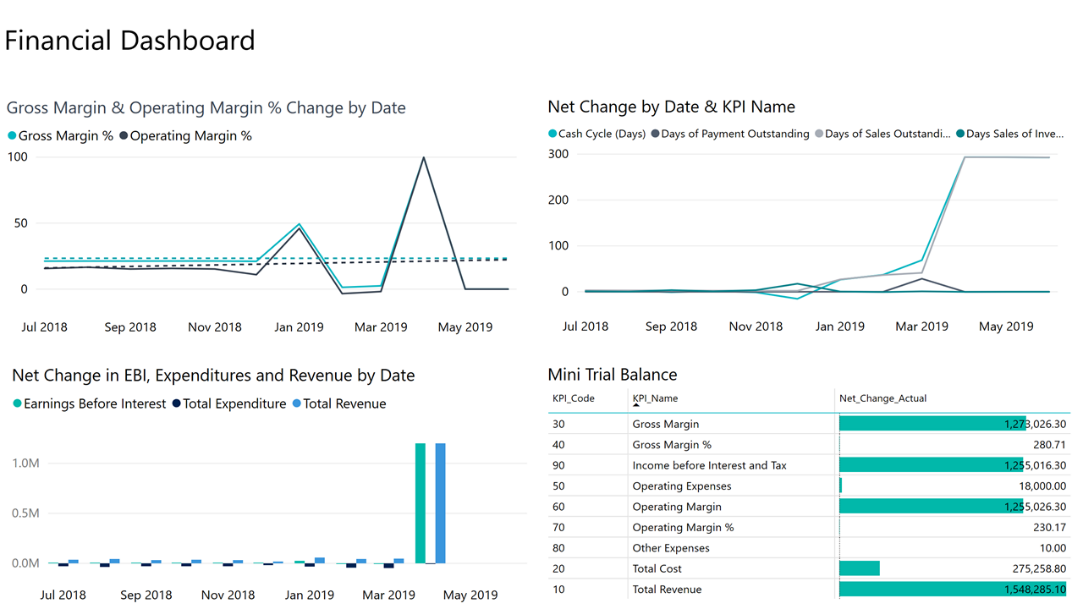 Financial Dashboard
Gross Margin & Operating Margin % Change by Date
Gross Margin % Operating Margin %
100
50
0
Jul 2018 Sep 2018 Nov 2018 Jan 2019 Mar 2019 May 2019
Net Change by Date & KPI Name
Cash Cycle (Days) Days of Payment Outstanding Days of Sales Outstandi... Days Sales of Inve...
300
200
100
0
Jul 2018 Sep 2018 Nov 2018 Jan 2019 Mar 2019 May 2019
Net Change in EBI, Expenditures and Revenue by Date
Earnings Before Interest Total Expenditure Total Revenue
1.0M
0.5M
0.0M
Jul 2018 Sep 2018 Nov 2018 Jan 2019 Mar 2019 May 2019
Mini Trial Balance
KPI_Code KPI_Name Net_Change_Actual
30 Gross Margin 1,273,026.30
40 Gross Margin % 280.71
90 Income before Interest and Tax 1,255,016.30
50 Operating Expenses 18,000.00
60 Operating Margin 1,255,026.30
70 Operating Margin % 230.17
80 Other Expenses 10.00
20 Total Cost 275,258.80
10 Total Revenue 1,548,285.10